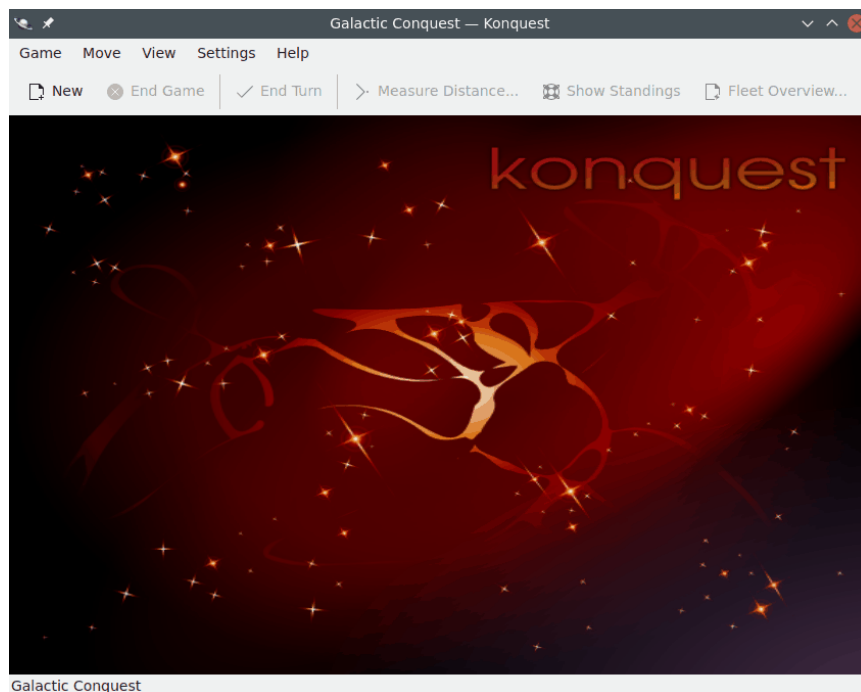 Galactic Conquest — Konquest
Game Move View Settings Help
New End Game End Turn Measure Distance... Show Standings Fleet Overview...
konquest
Galactic Conquest